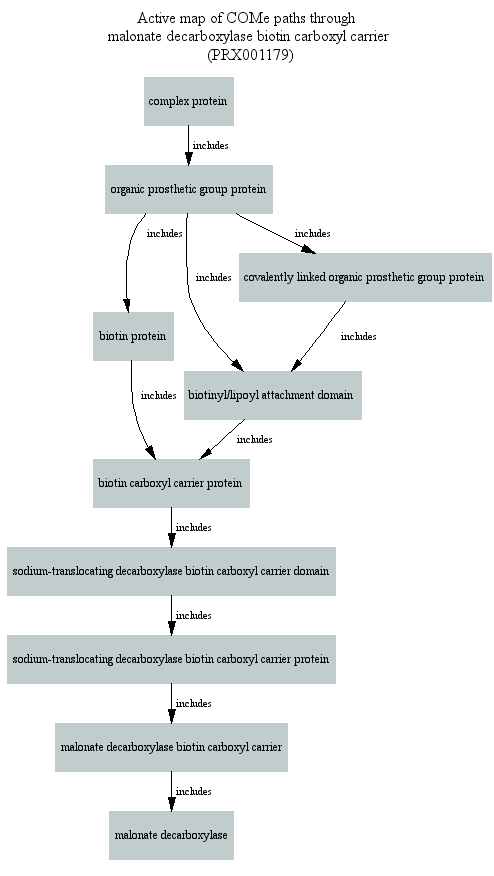 Active map of COMe paths through
malonate decarboxylase biotin carboxyl carrier
(PRX001179)
complex protein
includes
organic prosthetic group protein
includes
includes
includes
covalently linked organic prosthetic group protein
biotin protein
includes
includes
biotinyl/lipoyl attachment domain
includes
biotin carboxyl carrier protein
includes
sodium-translocating decarboxylase biotin carboxyl carrier domain
includes
sodium-translocating decarboxylase biotin carboxyl carrier protein
includes
malonate decarboxylase biotin carboxyl carrier
includes
malonate decarboxylase